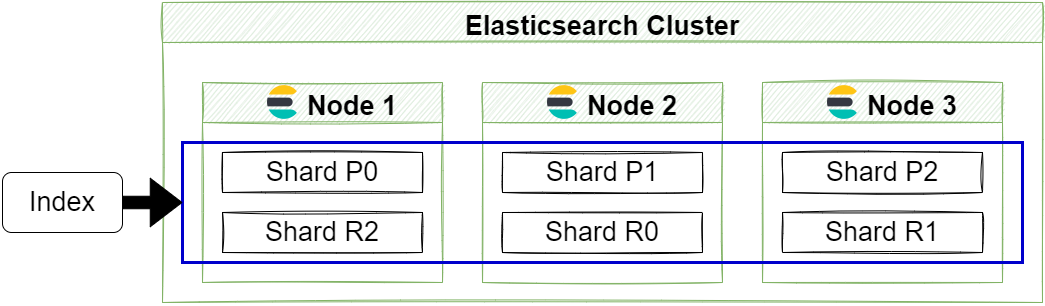 Elasticsearch Cluster
Node 1
Node 2
Node 3
Shard P0
Shard P1
Shard P2
Index
Shard R2
Shard R0
Shard R1